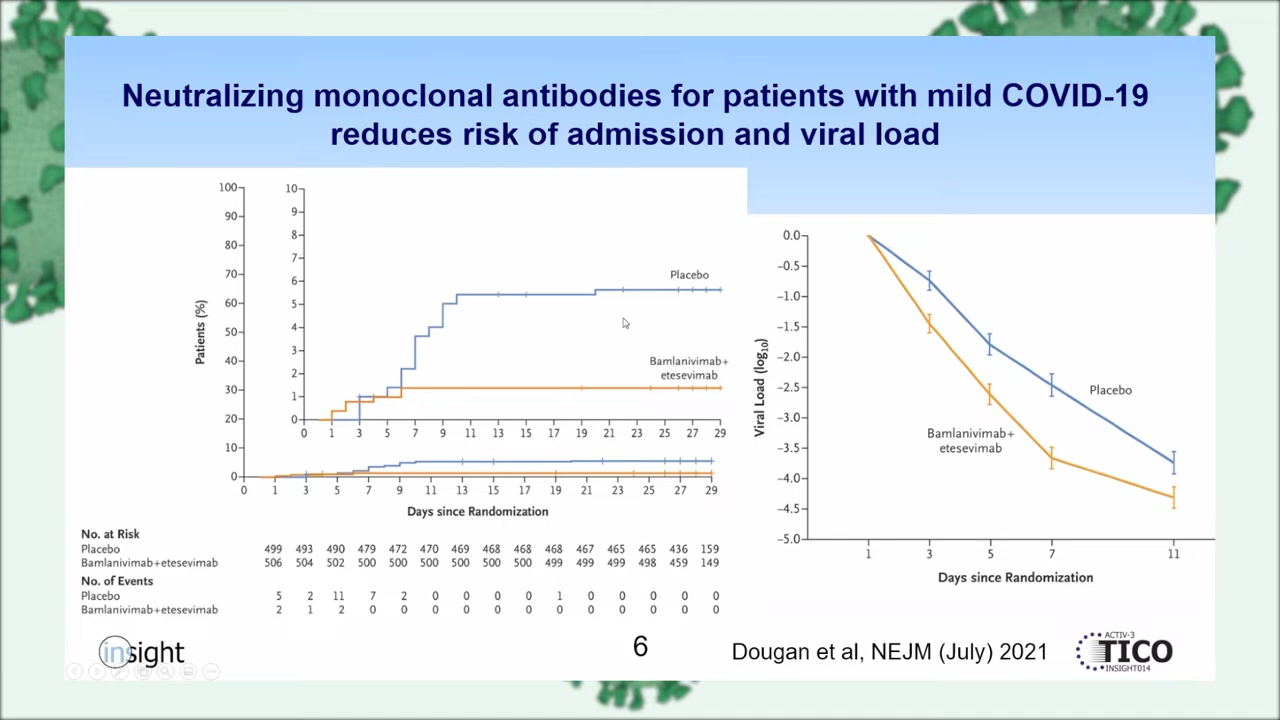 Neutralizing monoclonal antibodies for patients with mild COVID-19
reduces risk of admission and viral load
Patients (%)
100
90
80
70
60
50
40
30
20
10
0
10
9
8
7
6
5
4
3
2
1
0
Placebo
Bamlanivimab+
etesevimab
0 1 3 5 7 9 11 13 15 17 19 21 23 25 27 29
0 1 3 5 7 9 11 13 15 17 19 21 23 25 27 29
Days since Randomization
No. at Risk
Placebo 499 493 490 479 472 470 469 468 468 468 467 465 465 436 159
Bamlanivimab+etesevimab 506 504 502 500 500 500 500 500 500 499 499 499 498 459 149
No. of Events
Placebo 5 2 11 7 2 0 0 0 0 1 0 0 0 0 0
Bamlanivimab+etesevimab 2 1 2 0 0 0 0 0 0 0 0 0 0 0 0
Viral Load (log10)
0.0
−0.5
−1.0
−1.5
−2.0
−2.5
−3.0
−3.5
−4.0
−4.5
−5.0
Placebo
Bamlanivimab+
etesevimab
1 3 5 7 11
Days since Randomization
insight
6
Dougan et al, NEJM (July) 2021
ACTIV-3
TICO
INSIGHT014